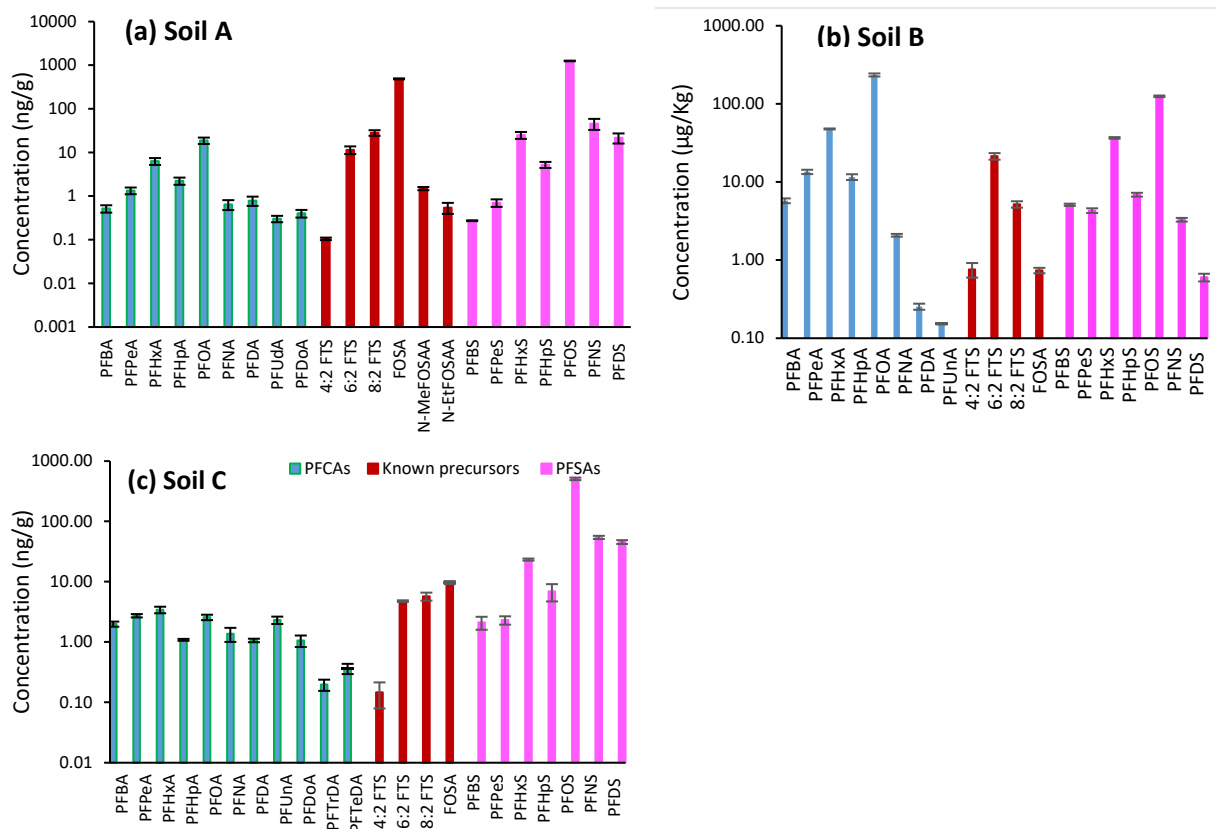 (a) Soil A
Concentration (ng/g)
10000
1000
100
10
1
0.1
0.01
0.001
PFBA
PFPeA
PFHxA
PFHpA
PFOA
PFNA
PFDA
PFUdA
PFDoA
4:2 FTS
6:2 FTS
8:2 FTS
FOSA
N-MeFOSAA
N-EtFOSAA
PFBS
PFPeS
PFHxS
PFHpS
PFOS
PFNS
PFDS
(b) Soil B
Concentration (µg/Kg)
100.00
10.00
1.00
0.10
PFBA
PFPeA
PFHxA
PFHpA
PFOA
PFNA
PFDA
PFUnA
4:2 FTS
6:2 FTS
8:2 FTS
FOSA
PFBS
PFPeS
PFHxS
PFHpS
PFOS
PFNS
PFDS
(c) Soil C
PFCAs
Known precursors
PFSAs
Concentration (ng/g)
1000.00
100.00
10.00
1.00
0.10
0.01
PFBA
PFPeA
PFHxA
PFHpA
PFOA
PFNA
PFDA
PFUnA
PFDoA
PFTrDA
PFTeDA
4:2 FTS
6:2 FTS
8:2 FTS
FOSA
PFBS
PFPeS
PFHxS
PFHpS
PFOS
PFNS
PFDS